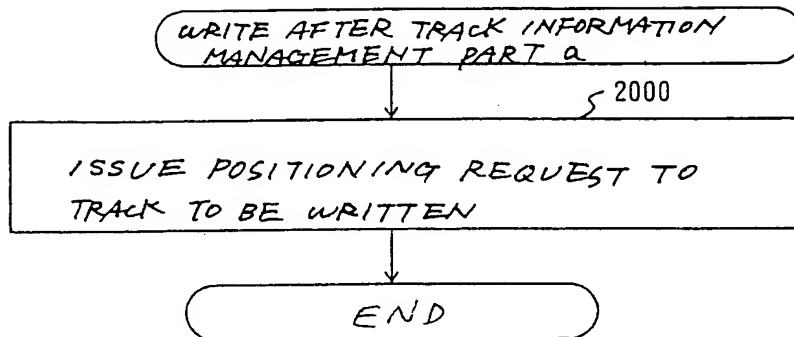 WRITE AFTER TRACK INFORMATION
MANAGEMENT PART a
2000
ISSUE POSITIONING REQUEST TO
TRACK TO BE WRITTEN
END